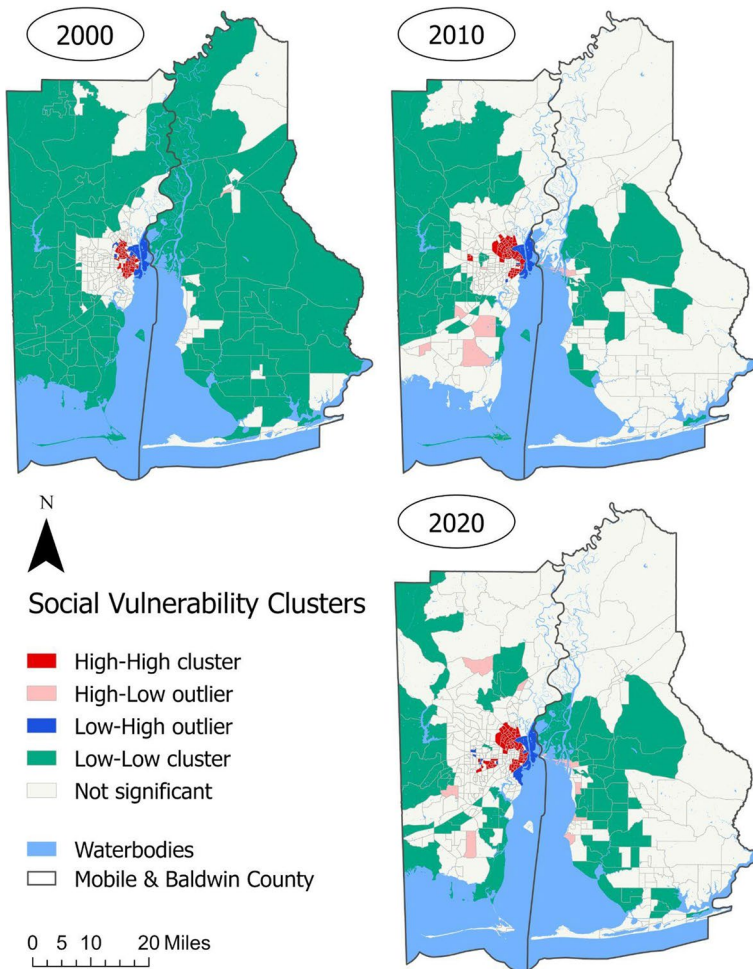 2000
2010
2020
N
Social Vulnerability Clusters
High-High cluster
High-Low outlier
Low-High outlier
Low-Low cluster
Not significant
Waterbodies
Mobile & Baldwin County
0 5 10 20 Miles